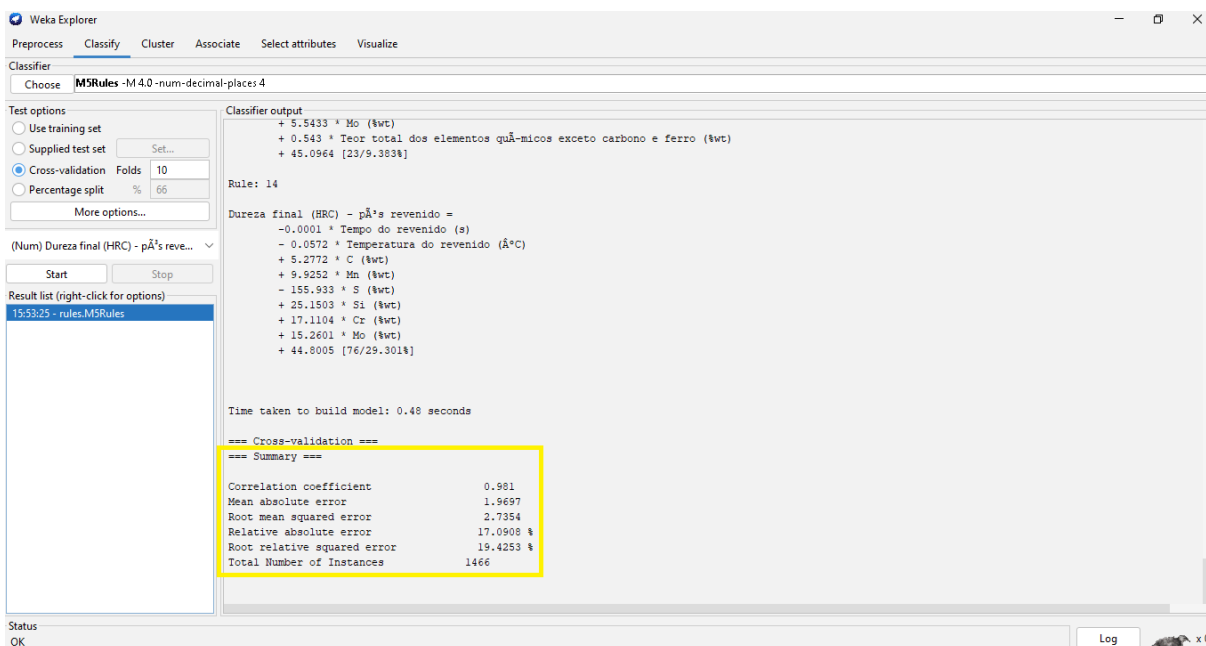 Weka Explorer
Preprocess Classify Cluster Associate Select attributes Visualize
Classifier
Choose M5Rules -M 4.0 -num-decimal-places 4
Test options
Use training set
Supplied test set Set...
Cross-validation Folds 10
Percentage split % 66
More options...
(Num) Dureza final (HRC) - pÃ³s reve...
Start Stop
Result list (right-click for options)
15:53:25 - rules.M5Rules
Classifier output
+ 5.5433 * Mo (%wt)
+ 0.543 * Teor total dos elementos quÃ-micos exceto carbono e ferro (%wt)
+ 45.0964 [23/9.383%]
Rule: 14
Dureza final (HRC) - pÃ³s revenido =
-0.0001 * Tempo do revenido (s)
- 0.0572 * Temperatura do revenido (Â°C)
+ 5.2772 * C (%wt)
+ 9.9252 * Mn (%wt)
- 155.933 * S (%wt)
+ 25.1503 * Si (%wt)
+ 17.1104 * Cr (%wt)
+ 15.2601 * Mo (%wt)
+ 44.8005 [76/29.301%]
Time taken to build model: 0.48 seconds
=== Cross-validation ===
=== Summary ===
Correlation coefficient 0.981
Mean absolute error 1.9697
Root mean squared error 2.7354
Relative absolute error 17.0908 %
Root relative squared error 19.4253 %
Total Number of Instances 1466
Status
OK
Log
x 0